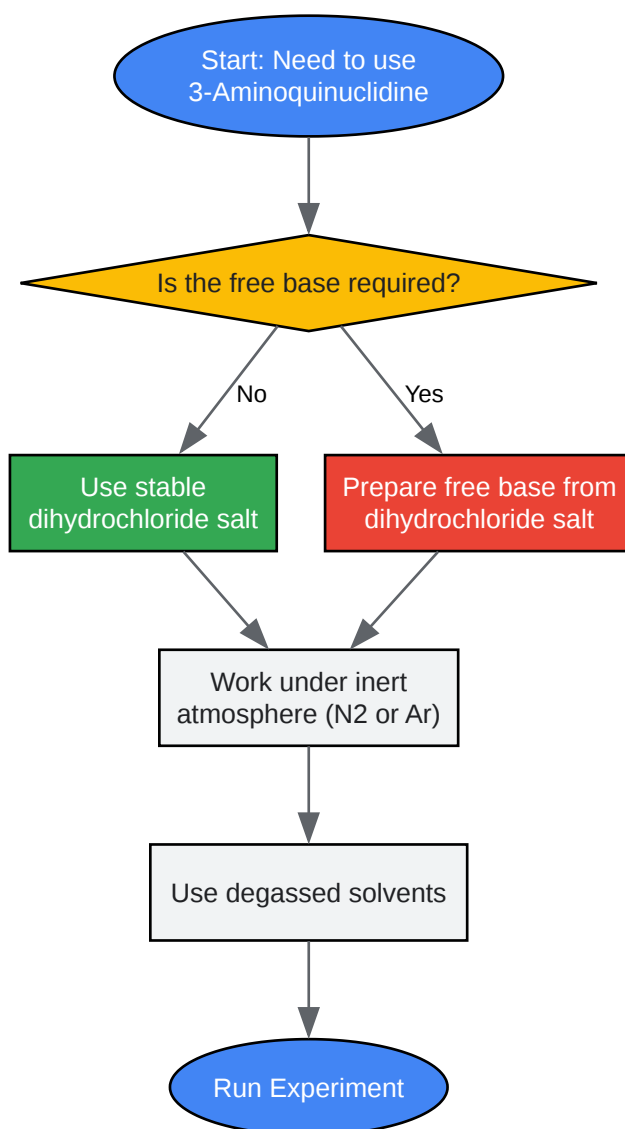 Start: Need to use
3-Aminoquinuclidine
Is the free base required?
No
Yes
Use stable
dihydrochloride salt
Prepare free base from
dihydrochloride salt
Work under inert
atmosphere (N2 or Ar)
Use degassed solvents
Run Experiment